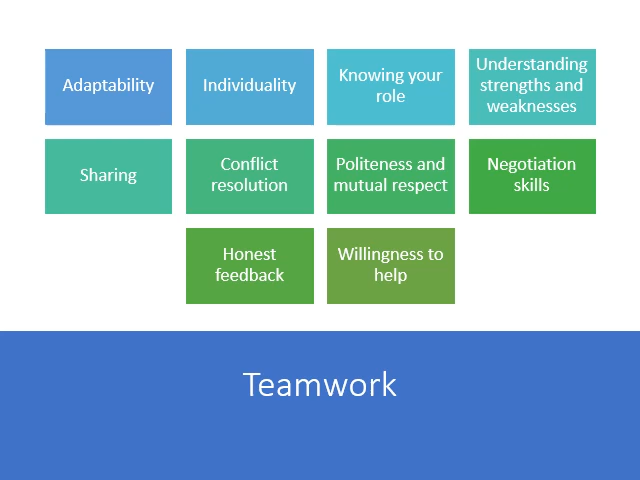 Adaptability
Individuality
Knowing your
role
Understanding
strengths and
weaknesses
Sharing
Conflict
resolution
Politeness and
mutual respect
Negotiation
skills
Honest
feedback
Willingness to
help
Teamwork